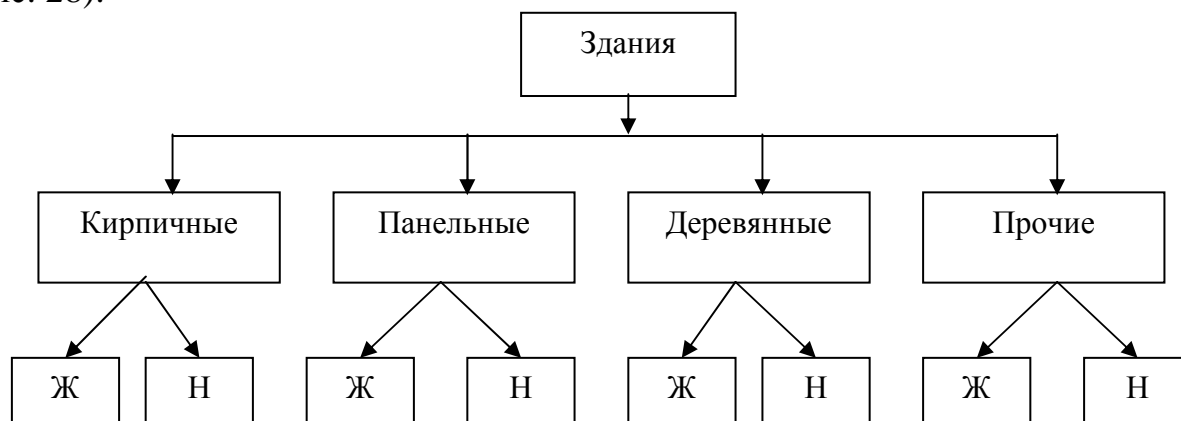 Здания
Кирпичные Панельные Деревянные Прочие
Ж Н Ж Н Ж Н Ж Н